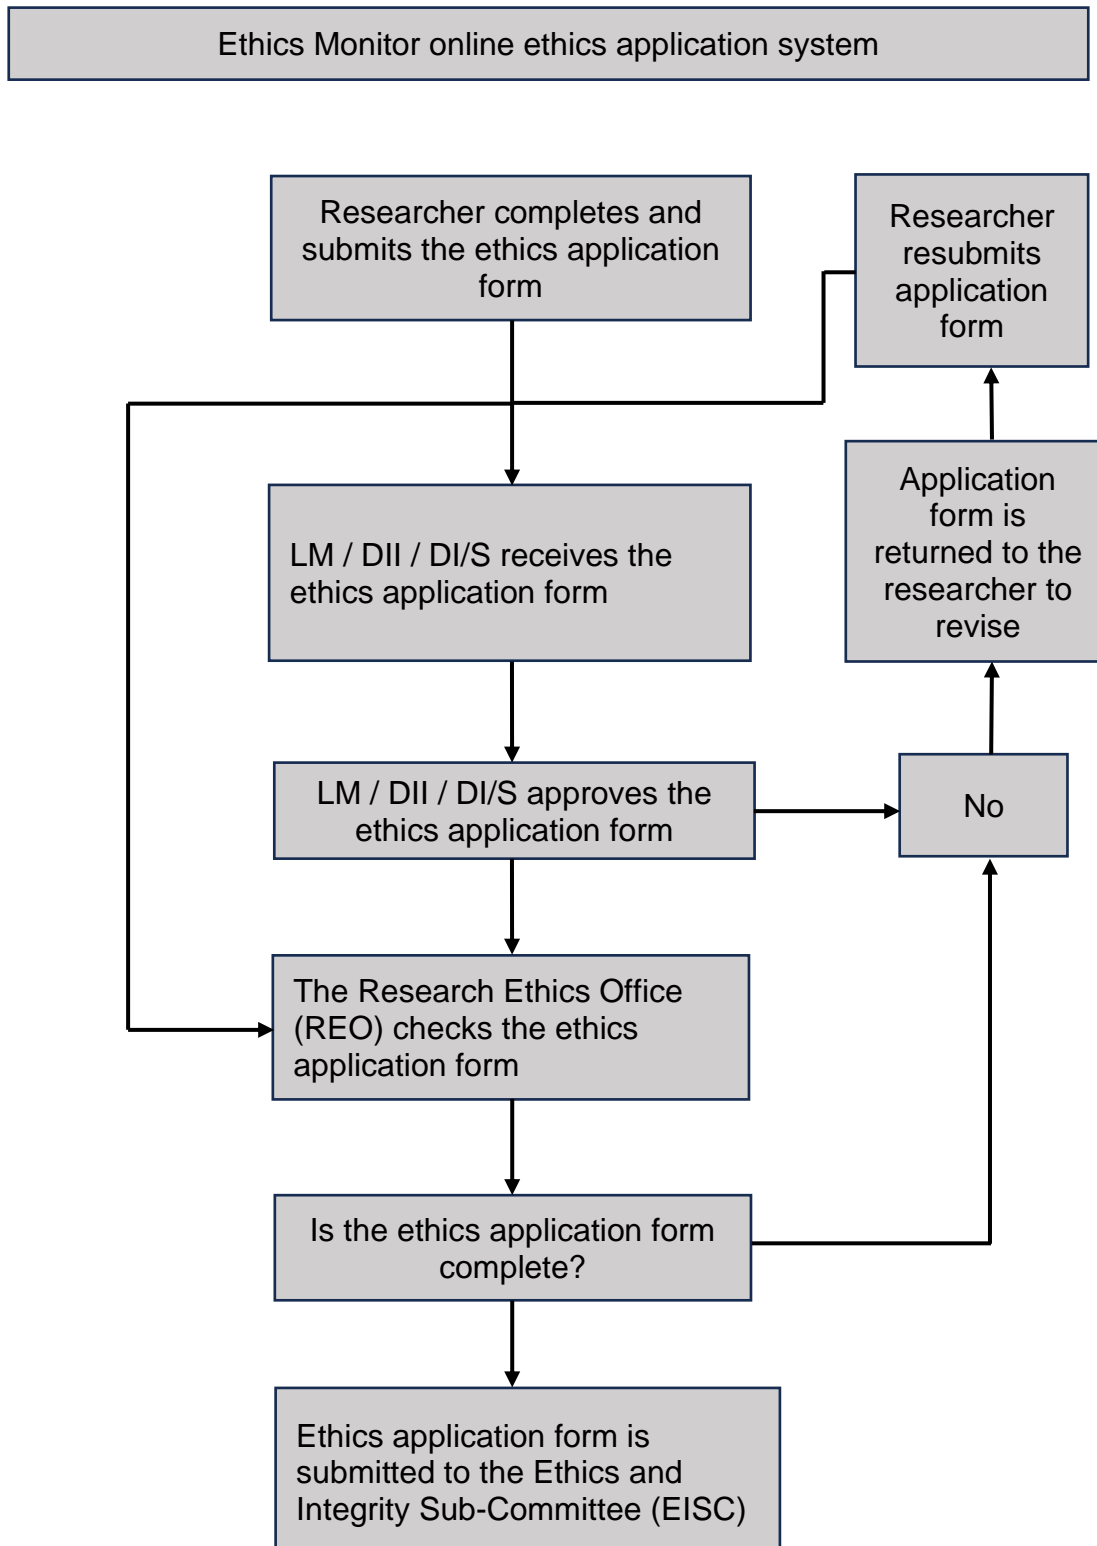 Ethics Monitor online ethics application system
Researcher completes and
submits the ethics application
form
Researcher
resubmits
application
form
LM / DII / DI/S receives the
ethics application form
Application
form is
returned to the
researcher to
revise
LM / DII / DI/S approves the
ethics application form
No
The Research Ethics Office
(REO) checks the ethics
application form
Is the ethics application form
complete?
Ethics application form is
submitted to the Ethics and
Integrity Sub-Committee (EISC)